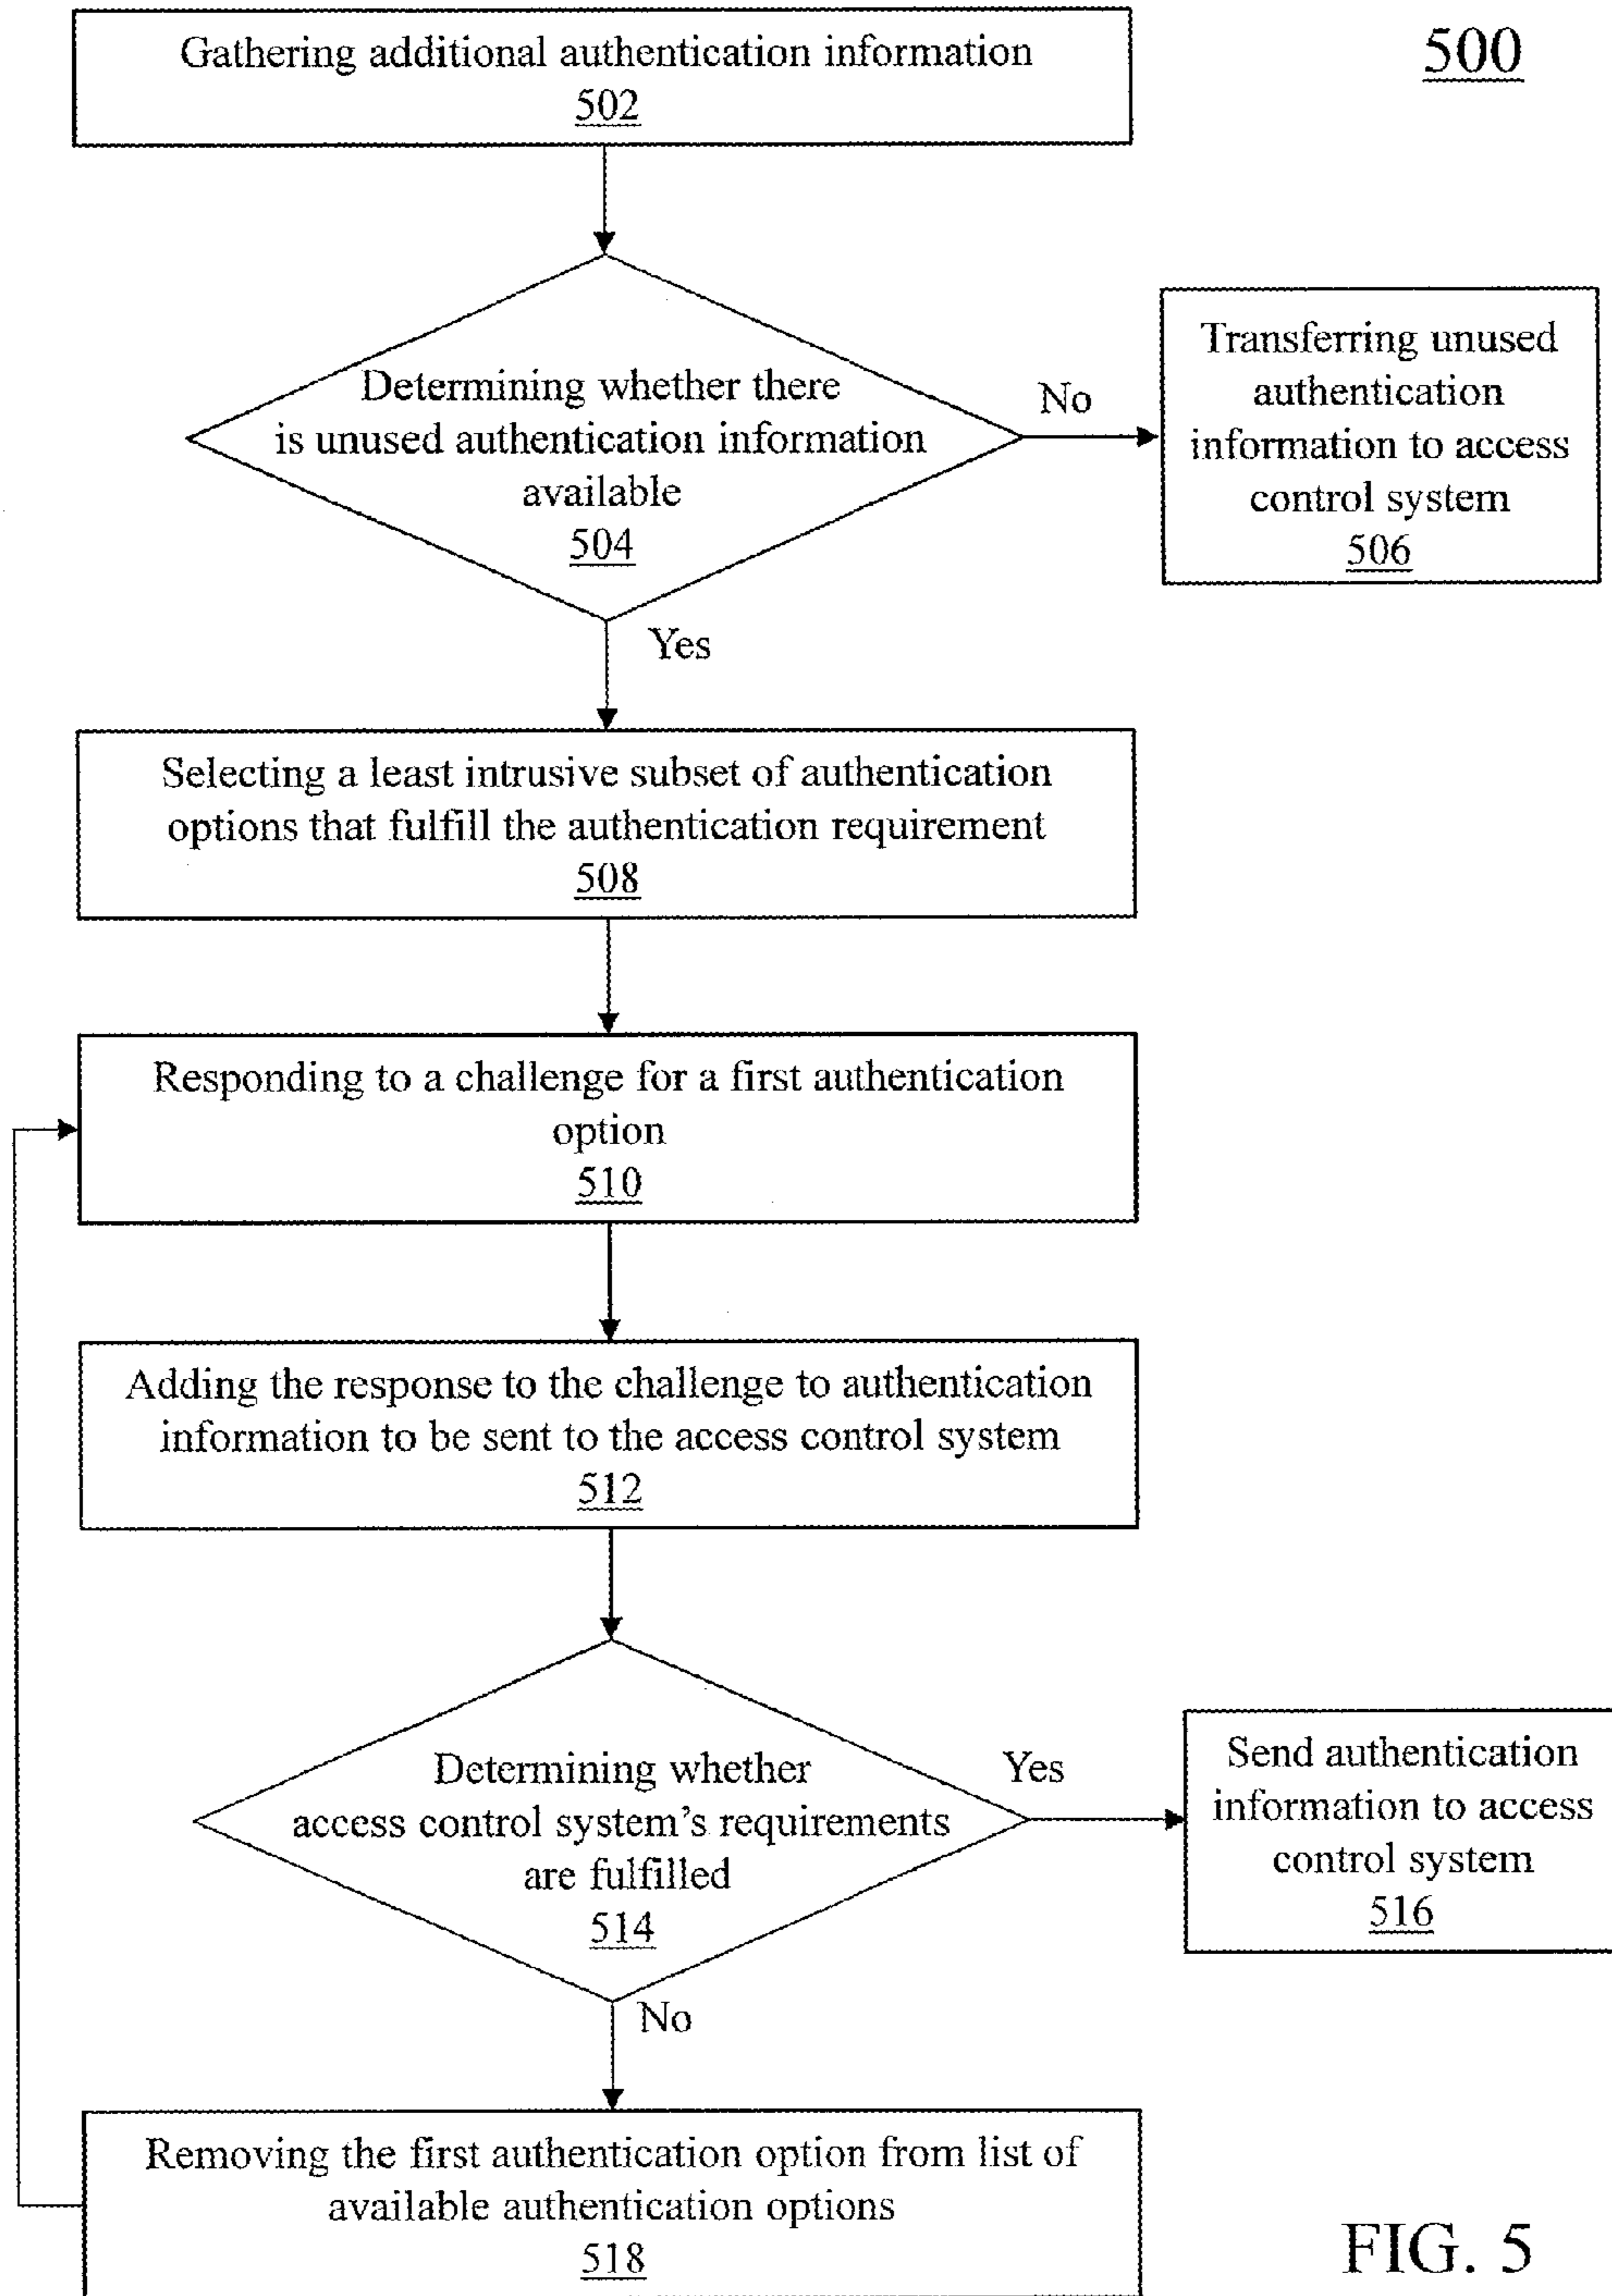 500
Gathering additional authentication information
502
Determining whether there
is unused authentication information
available
504
No
Transferring unused
authentication
information to access
control system
506
Yes
Selecting a least intrusive subset of authentication
options that fulfill the authentication requirement
508
Responding to a challenge for a first authentication
option
510
Adding the response to the challenge to authentication
information to be sent to the access control system
512
Determining whether
access control system's requirements
are fulfilled
514
Yes
Send authentication
information to access
control system
516
No
Removing the first authentication option from list of
available authentication options
518
FIG. 5